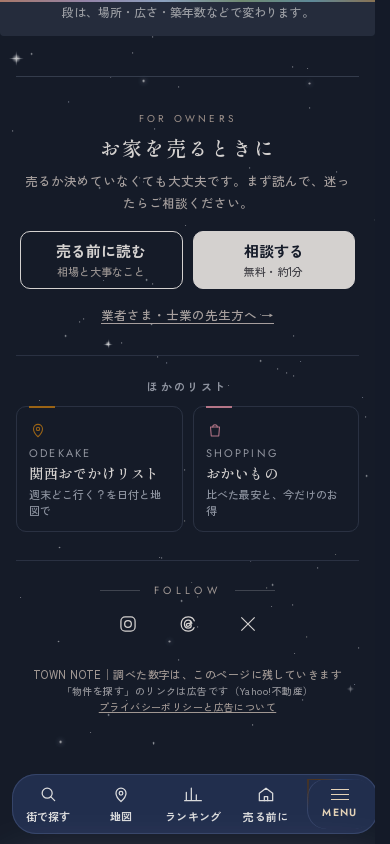 段は、場所・広さ・築年数などで変わります。
FOR OWNERS
お家を売るときに
売るか決めていなくても大丈夫です。まず読んで、迷っ
たらご相談ください。
売る前に読む
相場と大事なこと
相談する
無料・約1分
業者さま・士業の先生方へ →
ほかのリスト
ODEKAKE
関西おでかけリスト
週末どこ行く？を日付と地
図で
SHOPPING
おかいもの
比べた最安と、今だけのお
得
FOLLOW
TOWN NOTE｜調べた数字は、このページに残していきます
「物件を探す」のリンクは広告です（Yahoo!不動産）
プライバシーポリシーと広告について
街で探す
地図
ランキング
売る前に
MENU